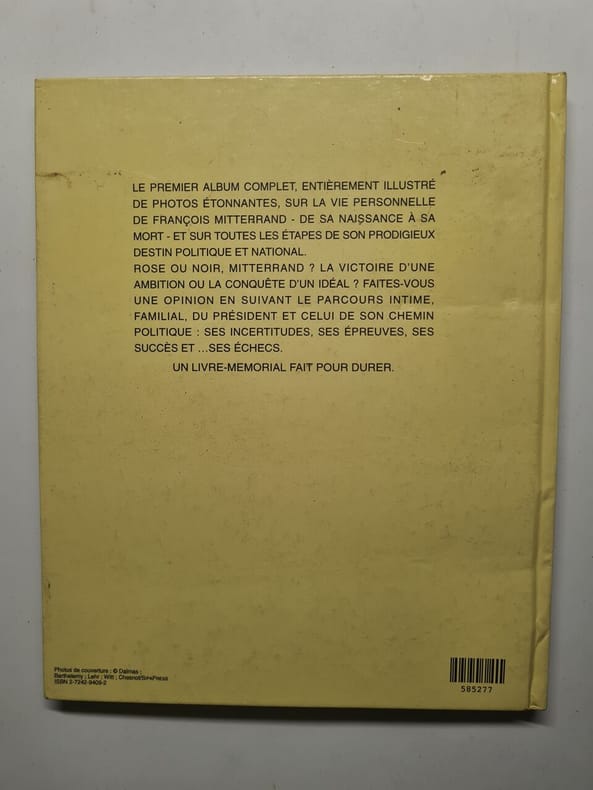 LE PREMIER ALBUM COMPLET, ENTIÈREMENT ILLUSTRÉ
DE PHOTOS ÉTONNANTES, SUR LA VIE PERSONNELLE
DE FRANÇOIS MITTERRAND - DE SA NAISSANCE À SA
MORT - ET SUR TOUTES LES ÉTAPES DE SON PRODIGIEUX
DESTIN POLITIQUE ET NATIONAL.
ROSE OU NOIR, MITTERRAND ? LA VICTOIRE D'UNE
AMBITION OU LA CONQUÊTE D'UN IDÉAL ? FAITES-VOUS
UNE OPINION EN SUIVANT LE PARCOURS INTIME,
FAMILIAL, DU PRÉSIDENT ET CELUI DE SON CHEMIN
POLITIQUE : SES INCERTITUDES, SES ÉPREUVES, SES
SUCCÈS ET ...SES ÉCHECS.
UN LIVRE-MEMORIAL FAIT POUR DURER.
Photos de couverture : © Dalmas ;
Barthelemy ; Lehr ; Witt ; Chesnot/SIPAPRESS
ISBN 2-7242-9409-2
585277